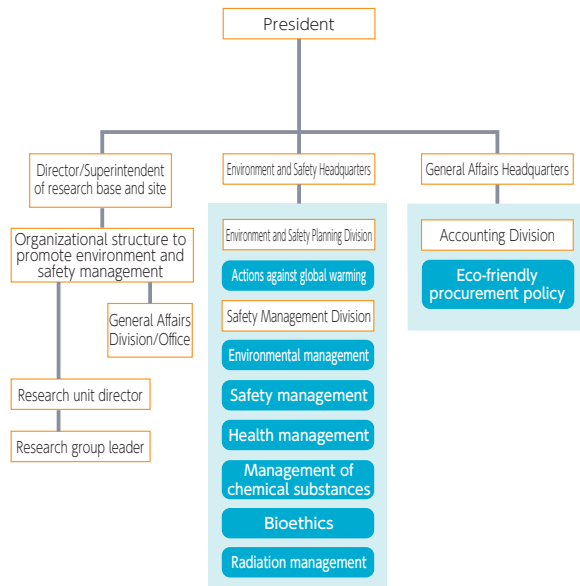 President
Director/Superintendent
of research base and site
Environment and Safety Headquarters
General Affairs Headquarters
Organizational structure to
promote environment and
safety management
General Affairs
Division/Office
Research unit director
Research group leader
Environment and Safety Planning Division
Actions against global warming
Safety Management Division
Environmental management
Safety management
Health management
Management of
chemical substances
Bioethics
Radiation management
Accounting Division
Eco-friendly
procurement policy